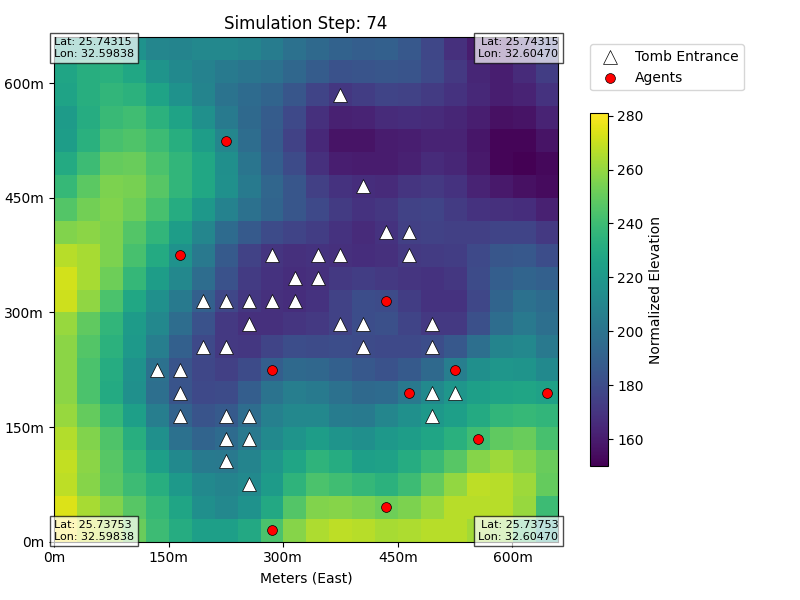 Simulation Step: 74
Lat: 25.74315
Lon: 32.59838
Lat: 25.74315
Lon: 32.60470
Tomb Entrance
Agents
600m
450m
300m
150m
0m
Lat: 25.73753
Lon: 32.59838
Lat: 25.73753
Lon: 32.60470
0m
150m
300m
450m
600m
Meters (East)
280
260
240
220
200
180
160
Normalized Elevation